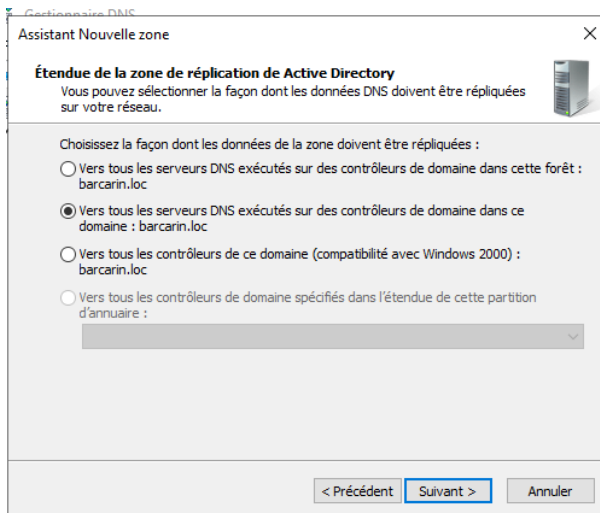 Gestionnaire DNS
Assistant Nouvelle zone
Étendue de la zone de réplication de Active Directory
Vous pouvez sélectionner la façon dont les données DNS doivent être répliquées
sur votre réseau.
Choisissez la façon dont les données de la zone doivent être répliquées :
Vers tous les serveurs DNS exécutés sur des contrôleurs de domaine dans cette forêt :
barcarin.loc
Vers tous les serveurs DNS exécutés sur des contrôleurs de domaine dans ce
domaine : barcarin.loc
Vers tous les contrôleurs de ce domaine (compatibilité avec Windows 2000) :
barcarin.loc
Vers tous les contrôleurs de domaine spécifiés dans l'étendue de cette partition
d'annuaire :
< Précédent Suivant > Annuler